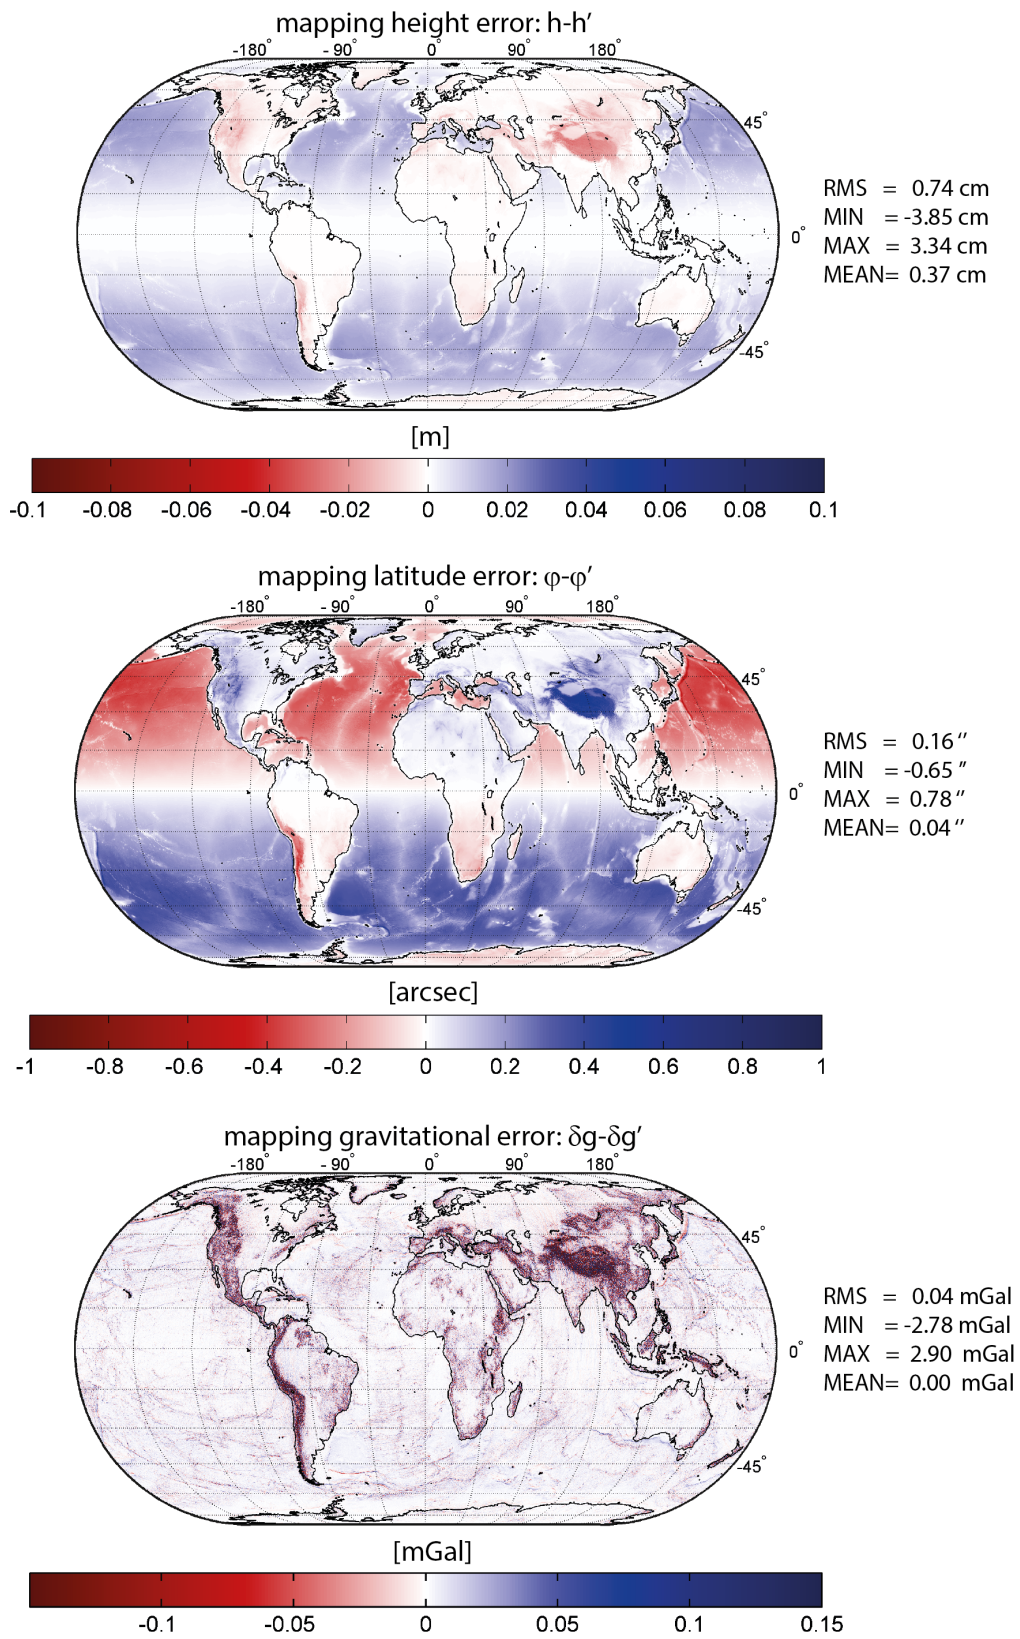 mapping height error: h-h′
-180° -90° 0° 90° 180°
45°
0°
-45°
RMS = 0.74 cm
MIN = -3.85 cm
MAX = 3.34 cm
MEAN= 0.37 cm
[m]
-0.1 -0.08 -0.06 -0.04 -0.02 0 0.02 0.04 0.06 0.08 0.1
mapping latitude error: φ-φ′
-180° -90° 0° 90° 180°
45°
0°
-45°
RMS = 0.16 ″
MIN = -0.65 ″
MAX = 0.78 ″
MEAN= 0.04 ″
[arcsec]
-1 -0.8 -0.6 -0.4 -0.2 0 0.2 0.4 0.6 0.8 1
mapping gravitational error: δg-δg′
-180° -90° 0° 90° 180°
45°
0°
-45°
RMS = 0.04 mGal
MIN = -2.78 mGal
MAX = 2.90 mGal
MEAN= 0.00 mGal
[mGal]
-0.1 -0.05 0 0.05 0.1 0.15